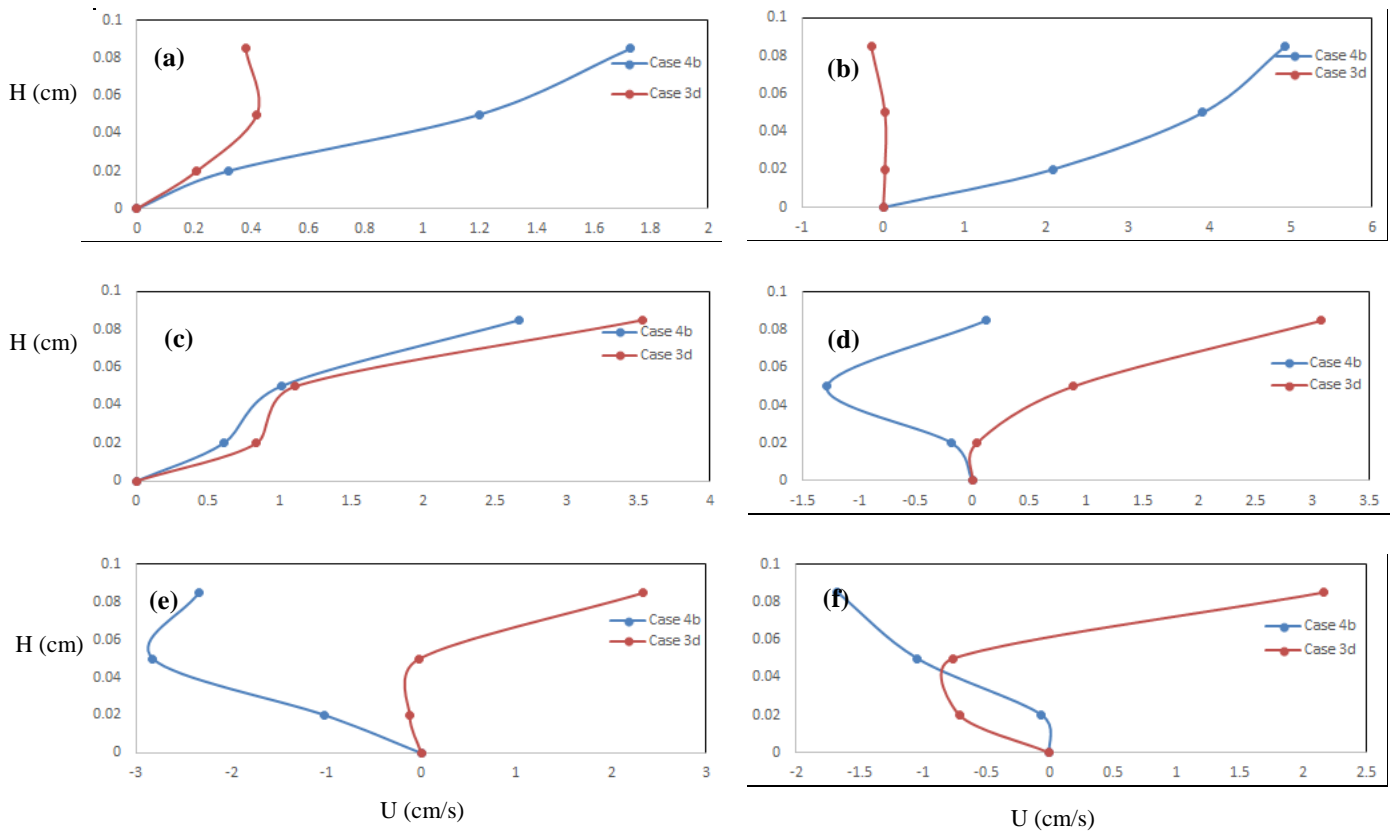 0.1
(a)
Case 4b
0.08
H (cm)
Case 3d
0.06
0.04
0.02
0
0 0.2 0.4 0.6 0.8 1 1.2 1.4 1.6 1.8 2
0.1
(b)
Case 4b
Case 3d
0.08
0.06
0.04
0.02
0
-1 0 1 2 3 4 5 6
0.1
(c)
Case 4b
0.08
H (cm)
Case 3d
0.06
0.04
0.02
0
0 0.5 1 1.5 2 2.5 3 3.5 4
0.1
(d)
0.08
0.06
Case 4b
Case 3d
0.04
0.02
0
-1.5 -1 -0.5 0 0.5 1 1.5 2 2.5 3 3.5
0.1
(e)
0.08
Case 4b
H (cm)
0.06
Case 3d
0.04
0.02
0
-3 -2 -1 0 1 2 3
U (cm/s)
0.1
(f)
0.08
Case 4b
0.06
Case 3d
0.04
0.02
0
-2 -1.5 -1 -0.5 0 0.5 1 1.5 2 2.5
U (cm/s)